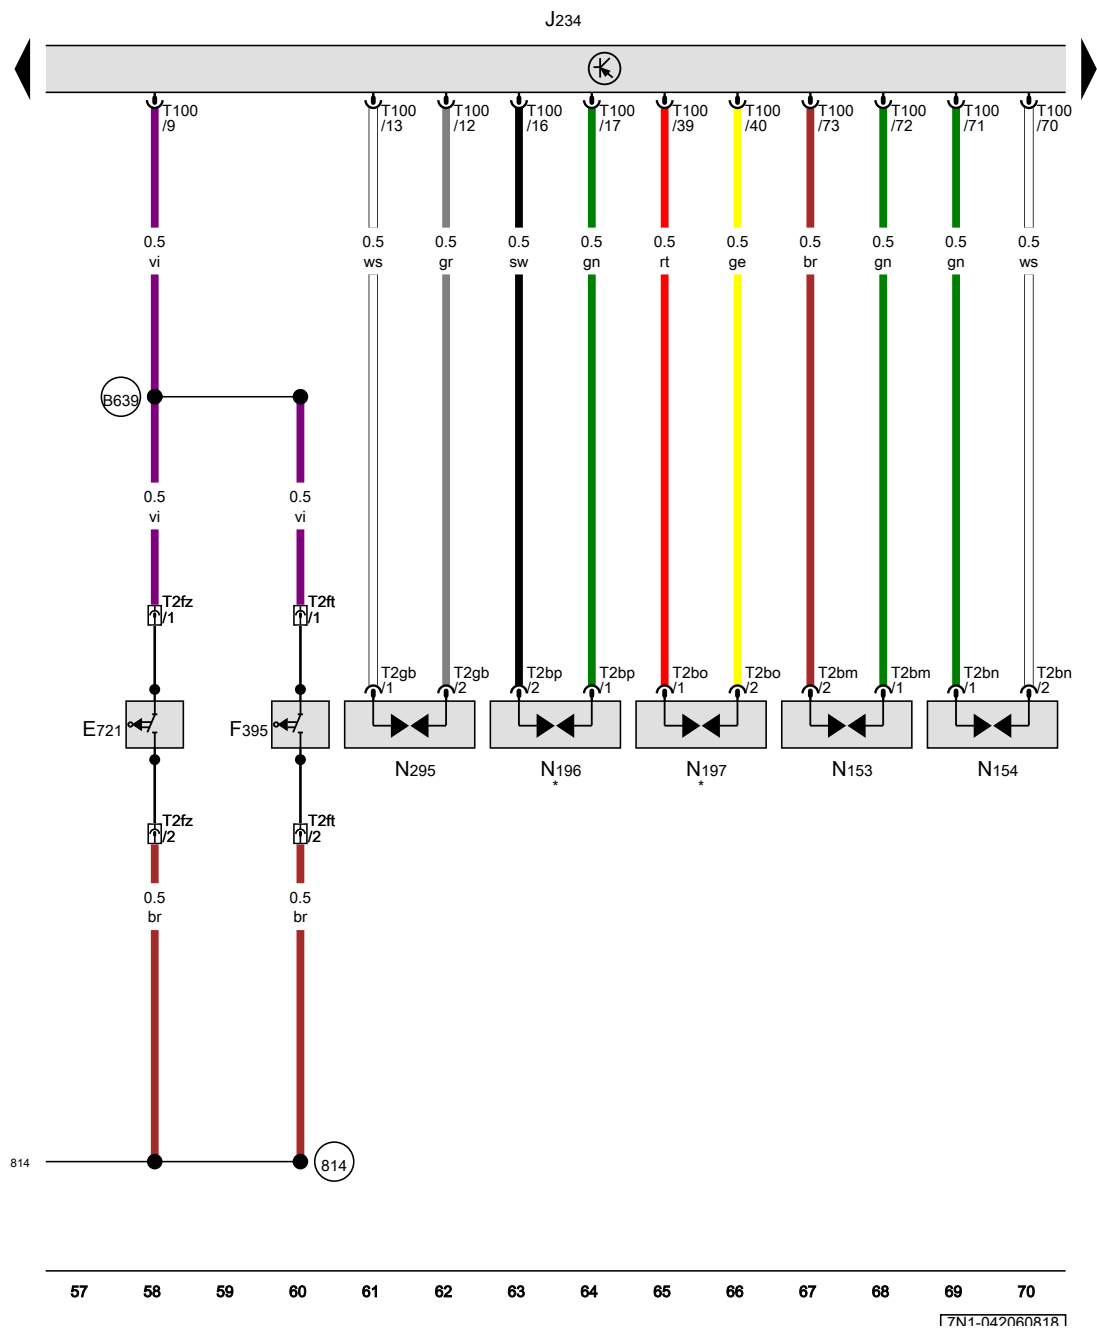 J234
T100 T100 T100 T100 T100 T100 T100 T100 T100 T100 T100
/9 /13 /12 /16 /17 /39 /40 /73 /72 /71 /70
0.5 0.5 0.5 0.5 0.5 0.5 0.5 0.5 0.5 0.5 0.5
vi ws gr sw gn rt ge br gn gn ws
B639
0.5 0.5
vi vi
T2fz T2ft
/1 /1
T2gb T2gb T2bp T2bp T2bo T2bo T2bm T2bm T2bn T2bn
/1 /2 /2 /1 /1 /2 /2 /1 /1 /2
E721 F395
N295 N196 N197 N153 N154
* *
T2fz T2ft
/2 /2
0.5 0.5
br br
814 814
57 58 59 60 61 62 63 64 65 66 67 68 69 70
7N1-042060818